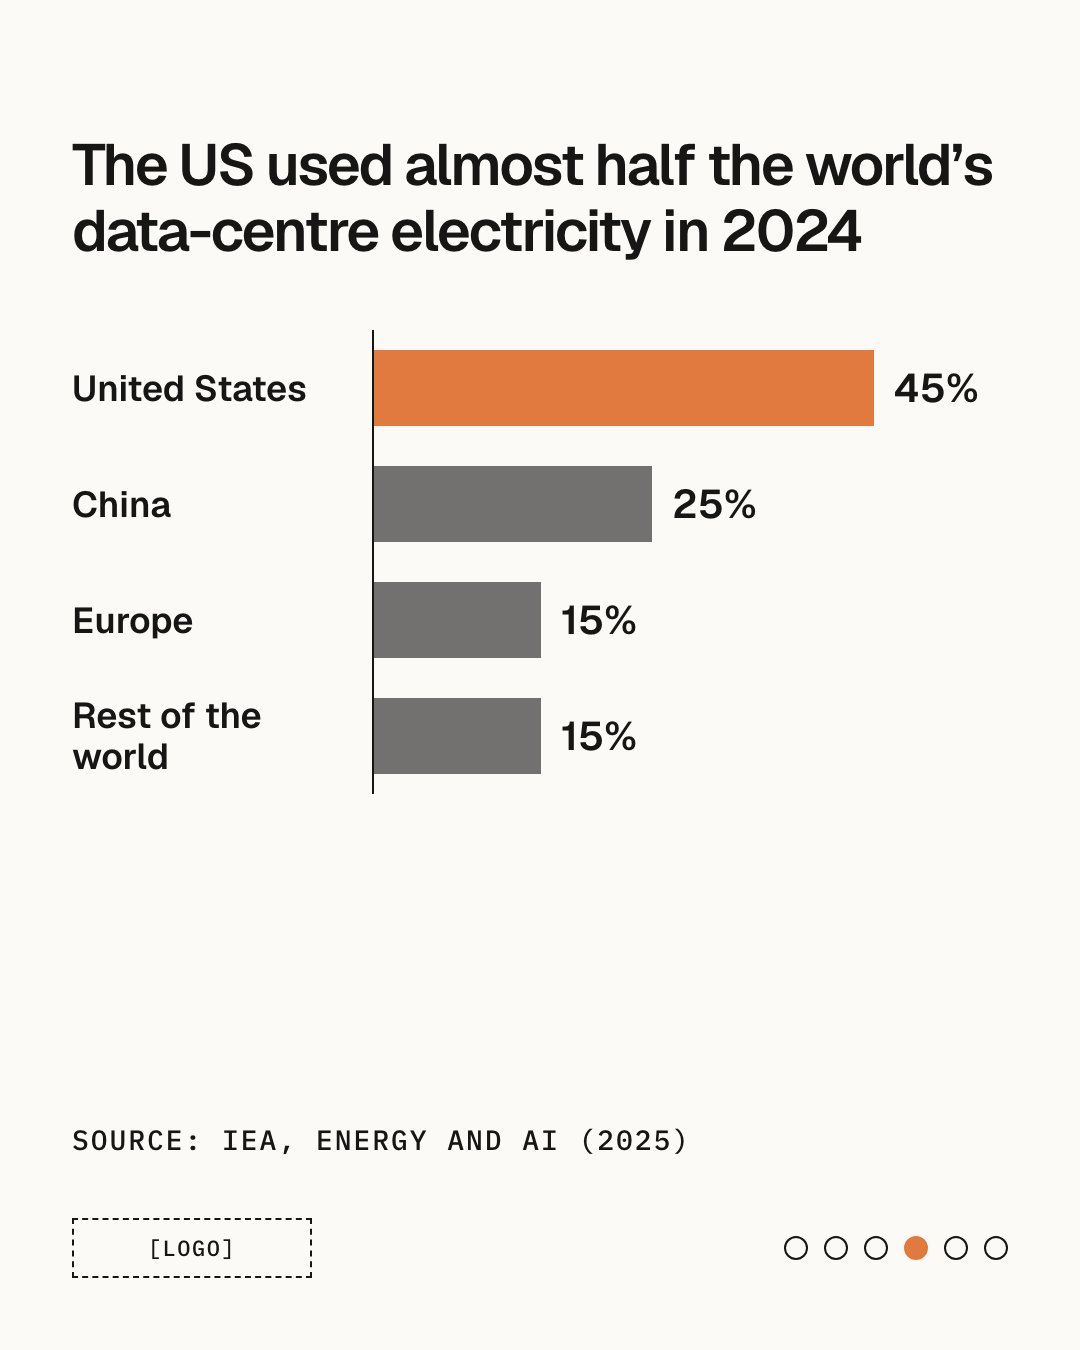 The US used almost half the world’s
data-centre electricity in 2024
United States
45%
China
25%
Europe
15%
Rest of the
world
15%
SOURCE: IEA, ENERGY AND AI (2025)
[LOGO]